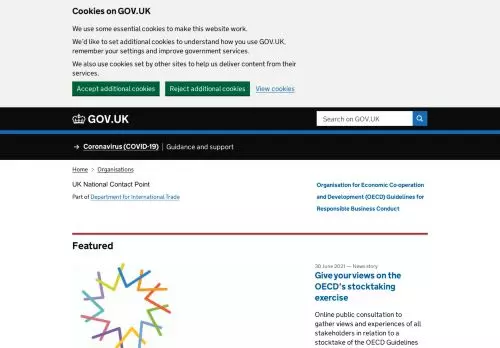 Cookies on GOV.UK
We use some essential cookies to make this website work.
We'd like to set additional cookies to understand how you use GOV.UK,
remember your settings and improve government services.
We also use cookies set by other sites to help us deliver content from their
services.
Accept additional cookies Reject additional cookies View cookies
GOV.UK Search on GOV.UK
→ Coronavirus (COVID-19) | Guidance and support
Home > Organisations
UK National Contact Point
Part of Department for International Trade
Organisation for Economic Co-operation
and Development (OECD) Guidelines for
Responsible Business Conduct
Featured
30 June 2021 — News story
Give your views on the
OECD's stocktaking
exercise
Online public consultation to
gather views and experiences of all
stakeholders in relation to a
stocktake of the OECD Guidelines